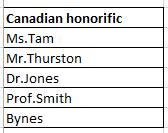 Canadian honorific
Ms.Tam
Mr.Thurston
Dr.Jones
Prof.Smith
Bynes